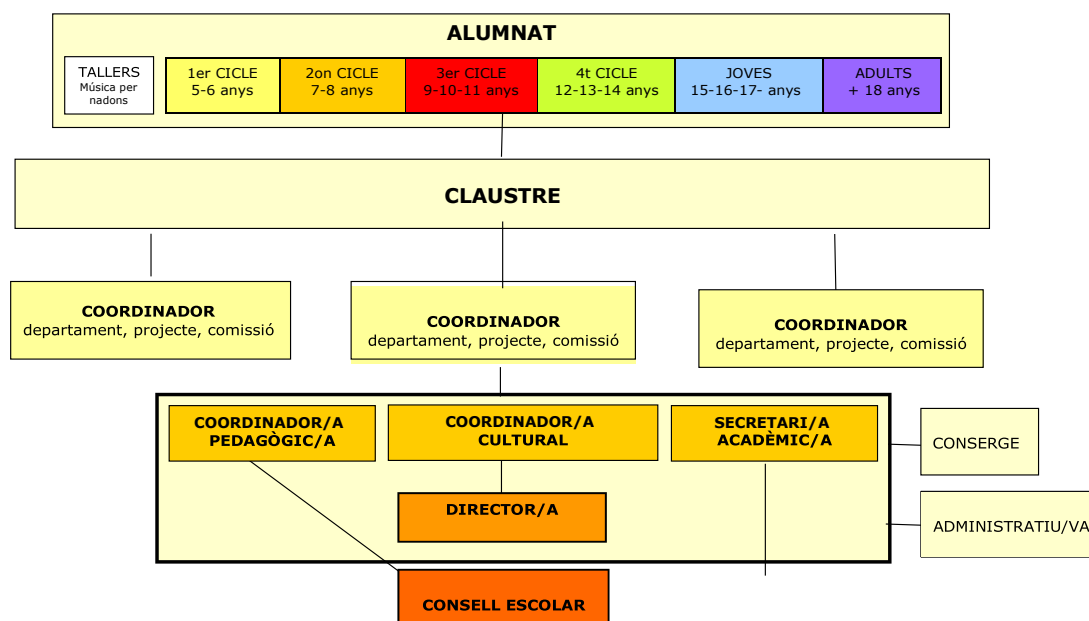 ALUMNAT
TALLERS
Música per
nadons
1er CICLE
5-6 anys
2on CICLE
7-8 anys
3er CICLE
9-10-11 anys
4t CICLE
12-13-14 anys
JOVES
15-16-17- anys
ADULTS
+ 18 anys
CLAUSTRE
COORDINADOR
departament, projecte, comissió
COORDINADOR
departament, projecte, comissió
COORDINADOR
departament, projecte, comissió
COORDINADOR/A
PEDAGÒGIC/A
COORDINADOR/A
CULTURAL
SECRETARI/A
ACADÈMIC/A
CONSERGE
DIRECTOR/A
ADMINISTRATIU/VA
CONSELL ESCOLAR